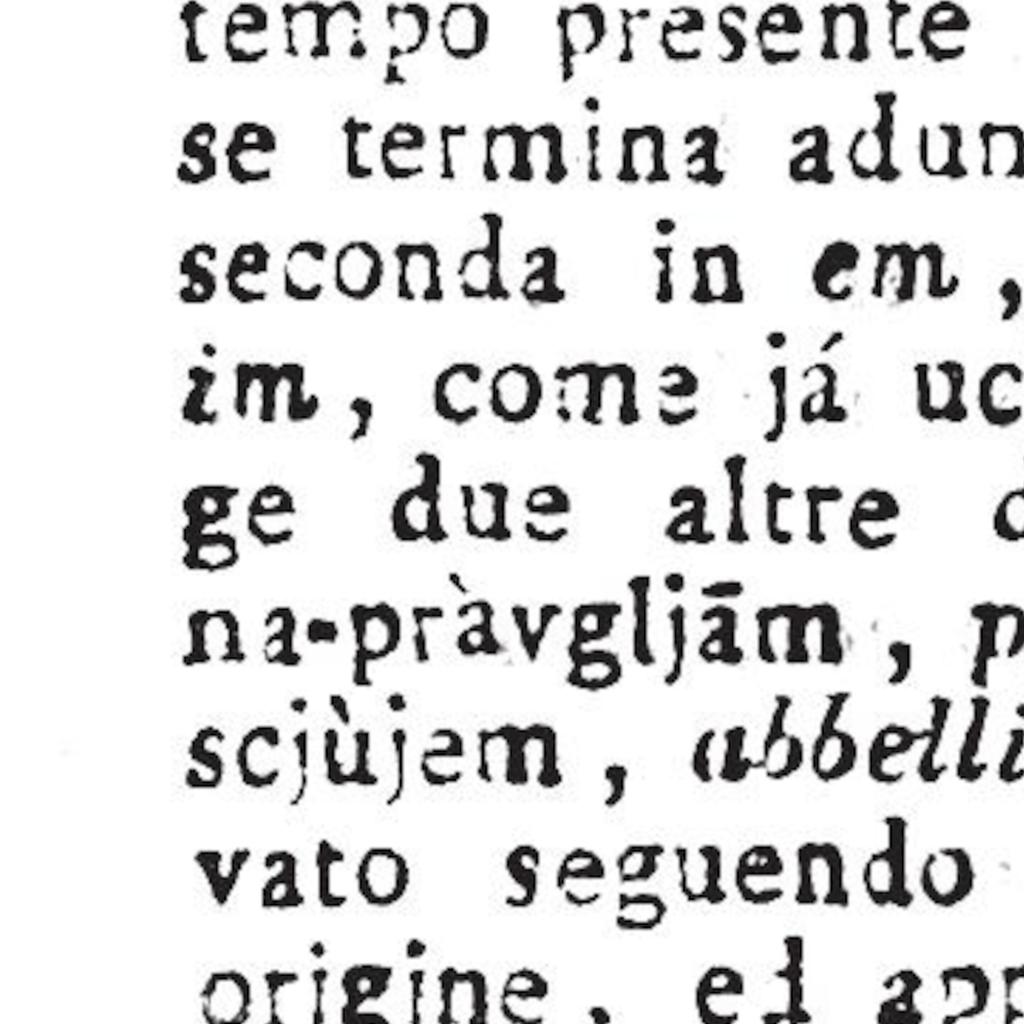 tempo presente
se termina adun
seconda in em,
im, come já uc
ge due altre
na-pràvgljām, p
scjùjem, abbelli
vato seguendo
origine, ed app